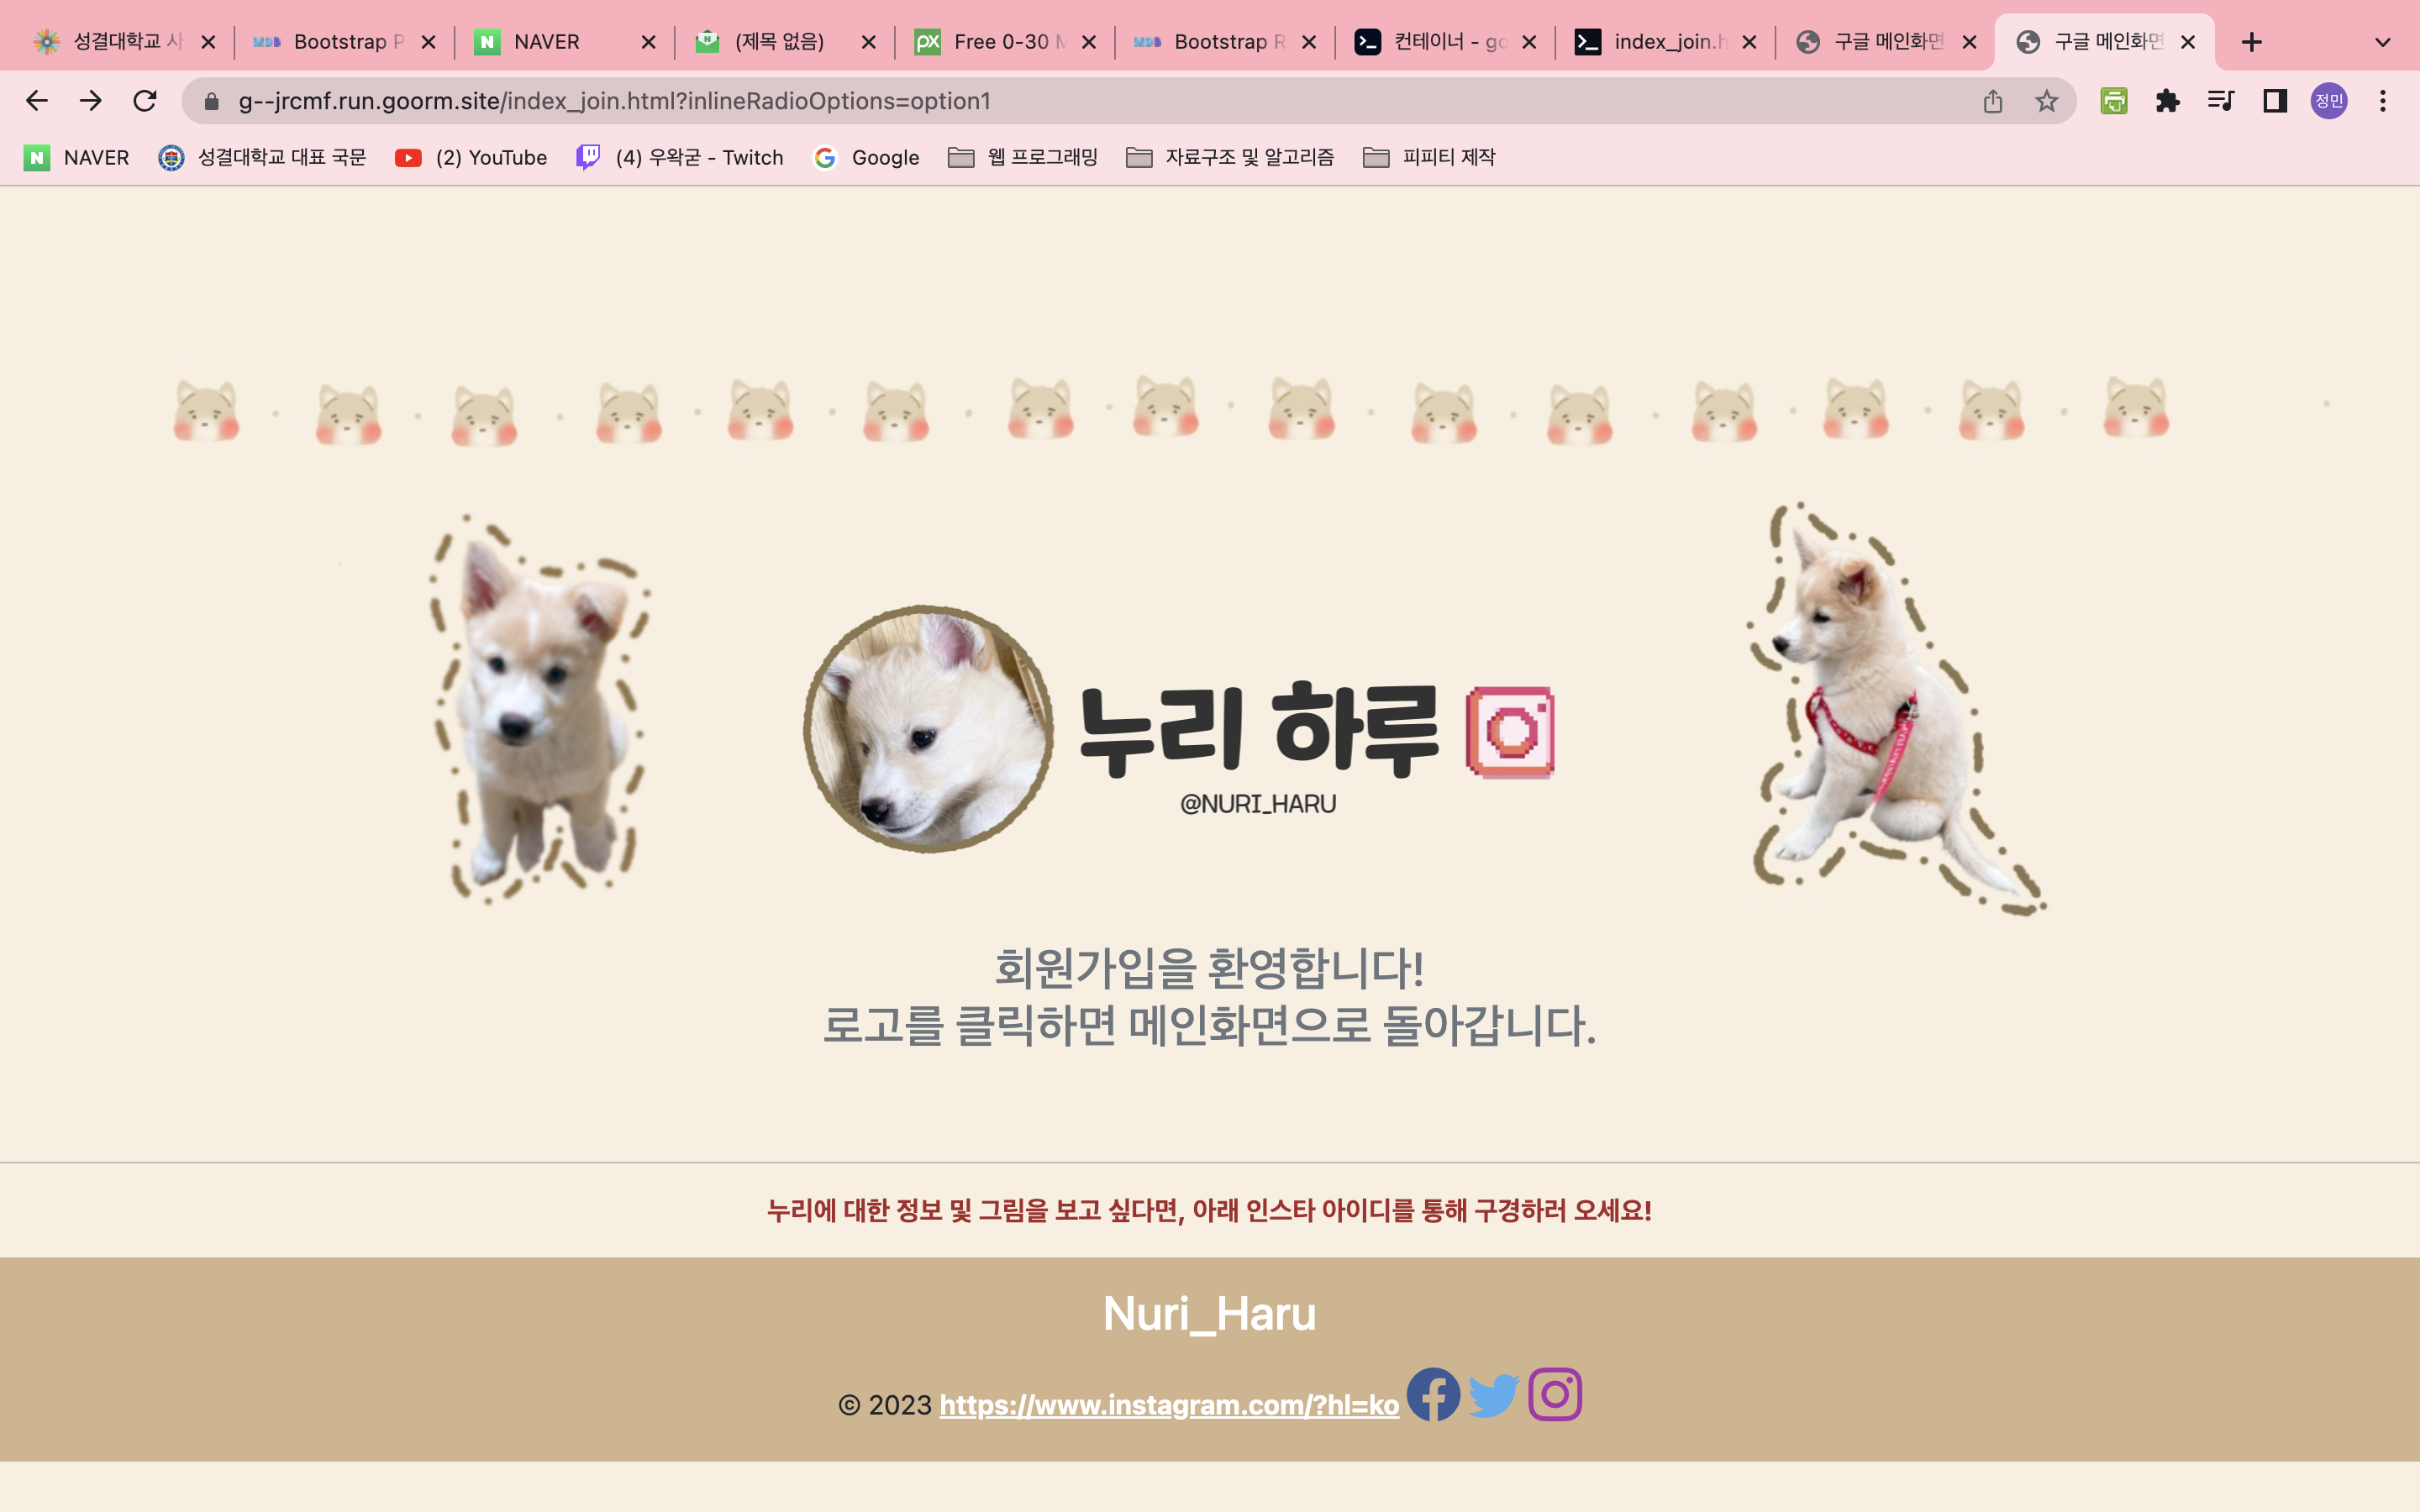 성결대학교 사
Bootstrap P
NAVER
(제목 없음)
Free 0-30 M
Bootstrap R
컨테이너 - go
index_join.h
구글 메인화면
구글 메인화면
g--jrcmf.run.goorm.site/index_join.html?inlineRadioOptions=option1
정민
NAVER
성결대학교 대표 국문
(2) YouTube
(4) 우왁굳 - Twitch
Google
웹 프로그래밍
자료구조 및 알고리즘
피피티 제작
누리 하루
@NURI_HARU
회원가입을 환영합니다!
로고를 클릭하면 메인화면으로 돌아갑니다.
누리에 대한 정보 및 그림을 보고 싶다면, 아래 인스타 아이디를 통해 구경하러 오세요!
Nuri_Haru
© 2023 https://www.instagram.com/?hl=ko